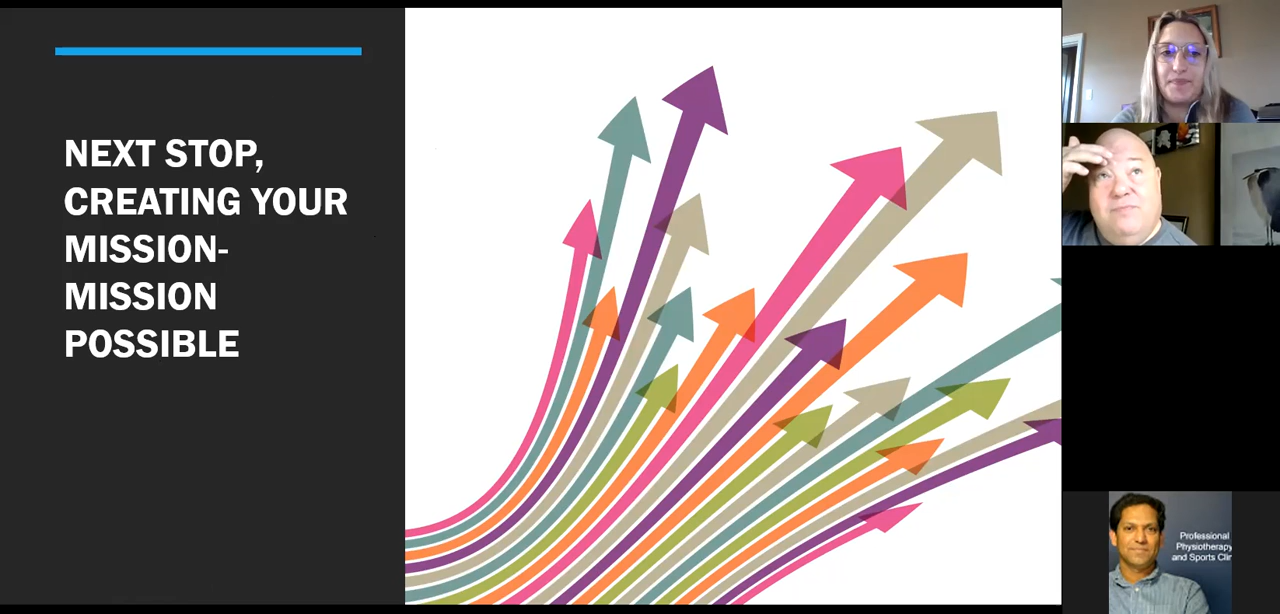 NEXT STOP,
CREATING YOUR
MISSION-
MISSION
POSSIBLE
Professional
Physiotherapy
and Sports Clin